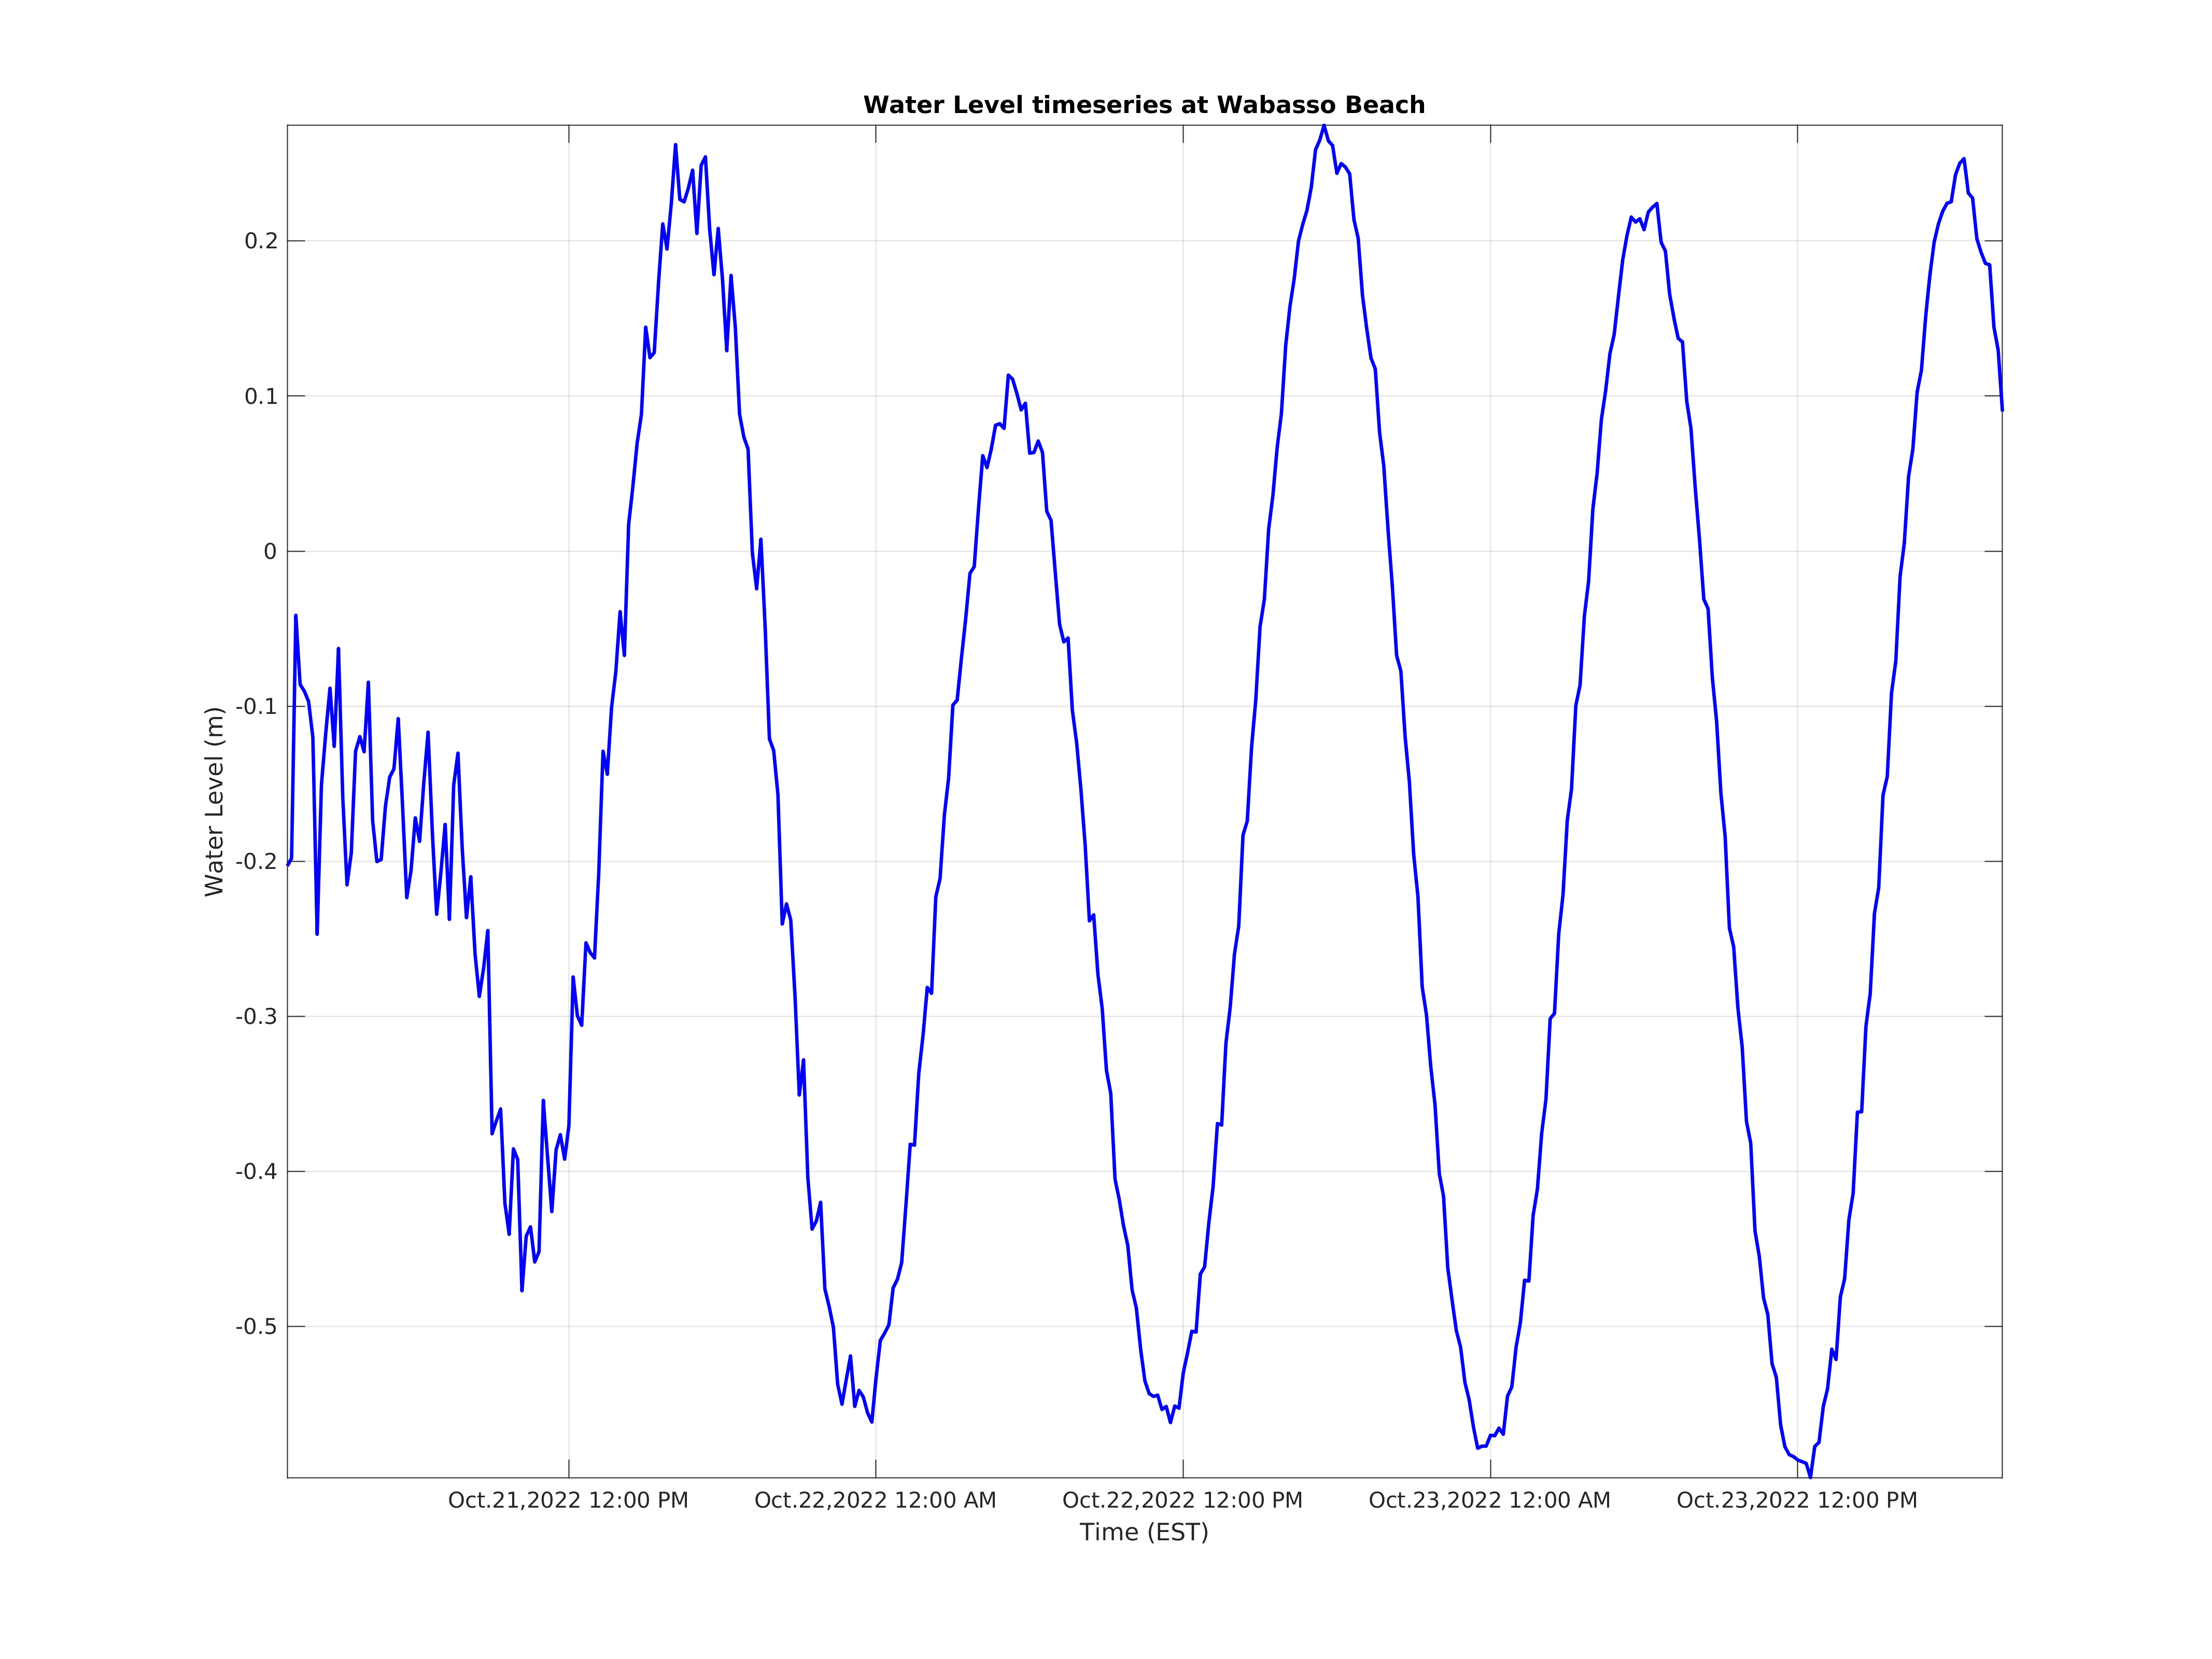 Water Level timeseries at Wabasso Beach
0.2
0.1
0
-0.1
-0.2
-0.3
-0.4
-0.5
Water Level (m)
Oct.21,2022 12:00 PM
Oct.22,2022 12:00 AM
Oct.22,2022 12:00 PM
Oct.23,2022 12:00 AM
Oct.23,2022 12:00 PM
Time (EST)